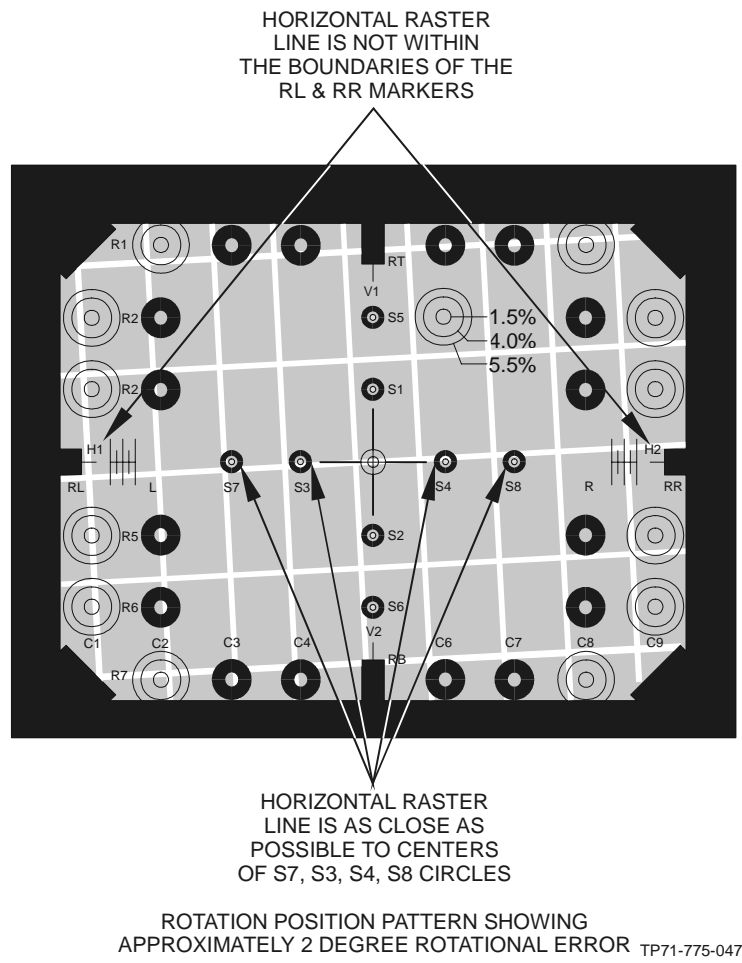 HORIZONTAL RASTER
LINE IS NOT WITHIN
THE BOUNDARIES OF THE
RL & RR MARKERS
R1
RT
V1
R2
S5
1.5%
4.0%
5.5%
R2
S1
H1
H2
RL
L
S7
S3
S4
S8
R
RR
R5
S2
R6
S6
V2
C1
C2
C3
C4
C6
C7
C8
C9
RB
R7
HORIZONTAL RASTER
LINE IS AS CLOSE AS
POSSIBLE TO CENTERS
OF S7, S3, S4, S8 CIRCLES
ROTATION POSITION PATTERN SHOWING
APPROXIMATELY 2 DEGREE ROTATIONAL ERROR
TP71-775-047